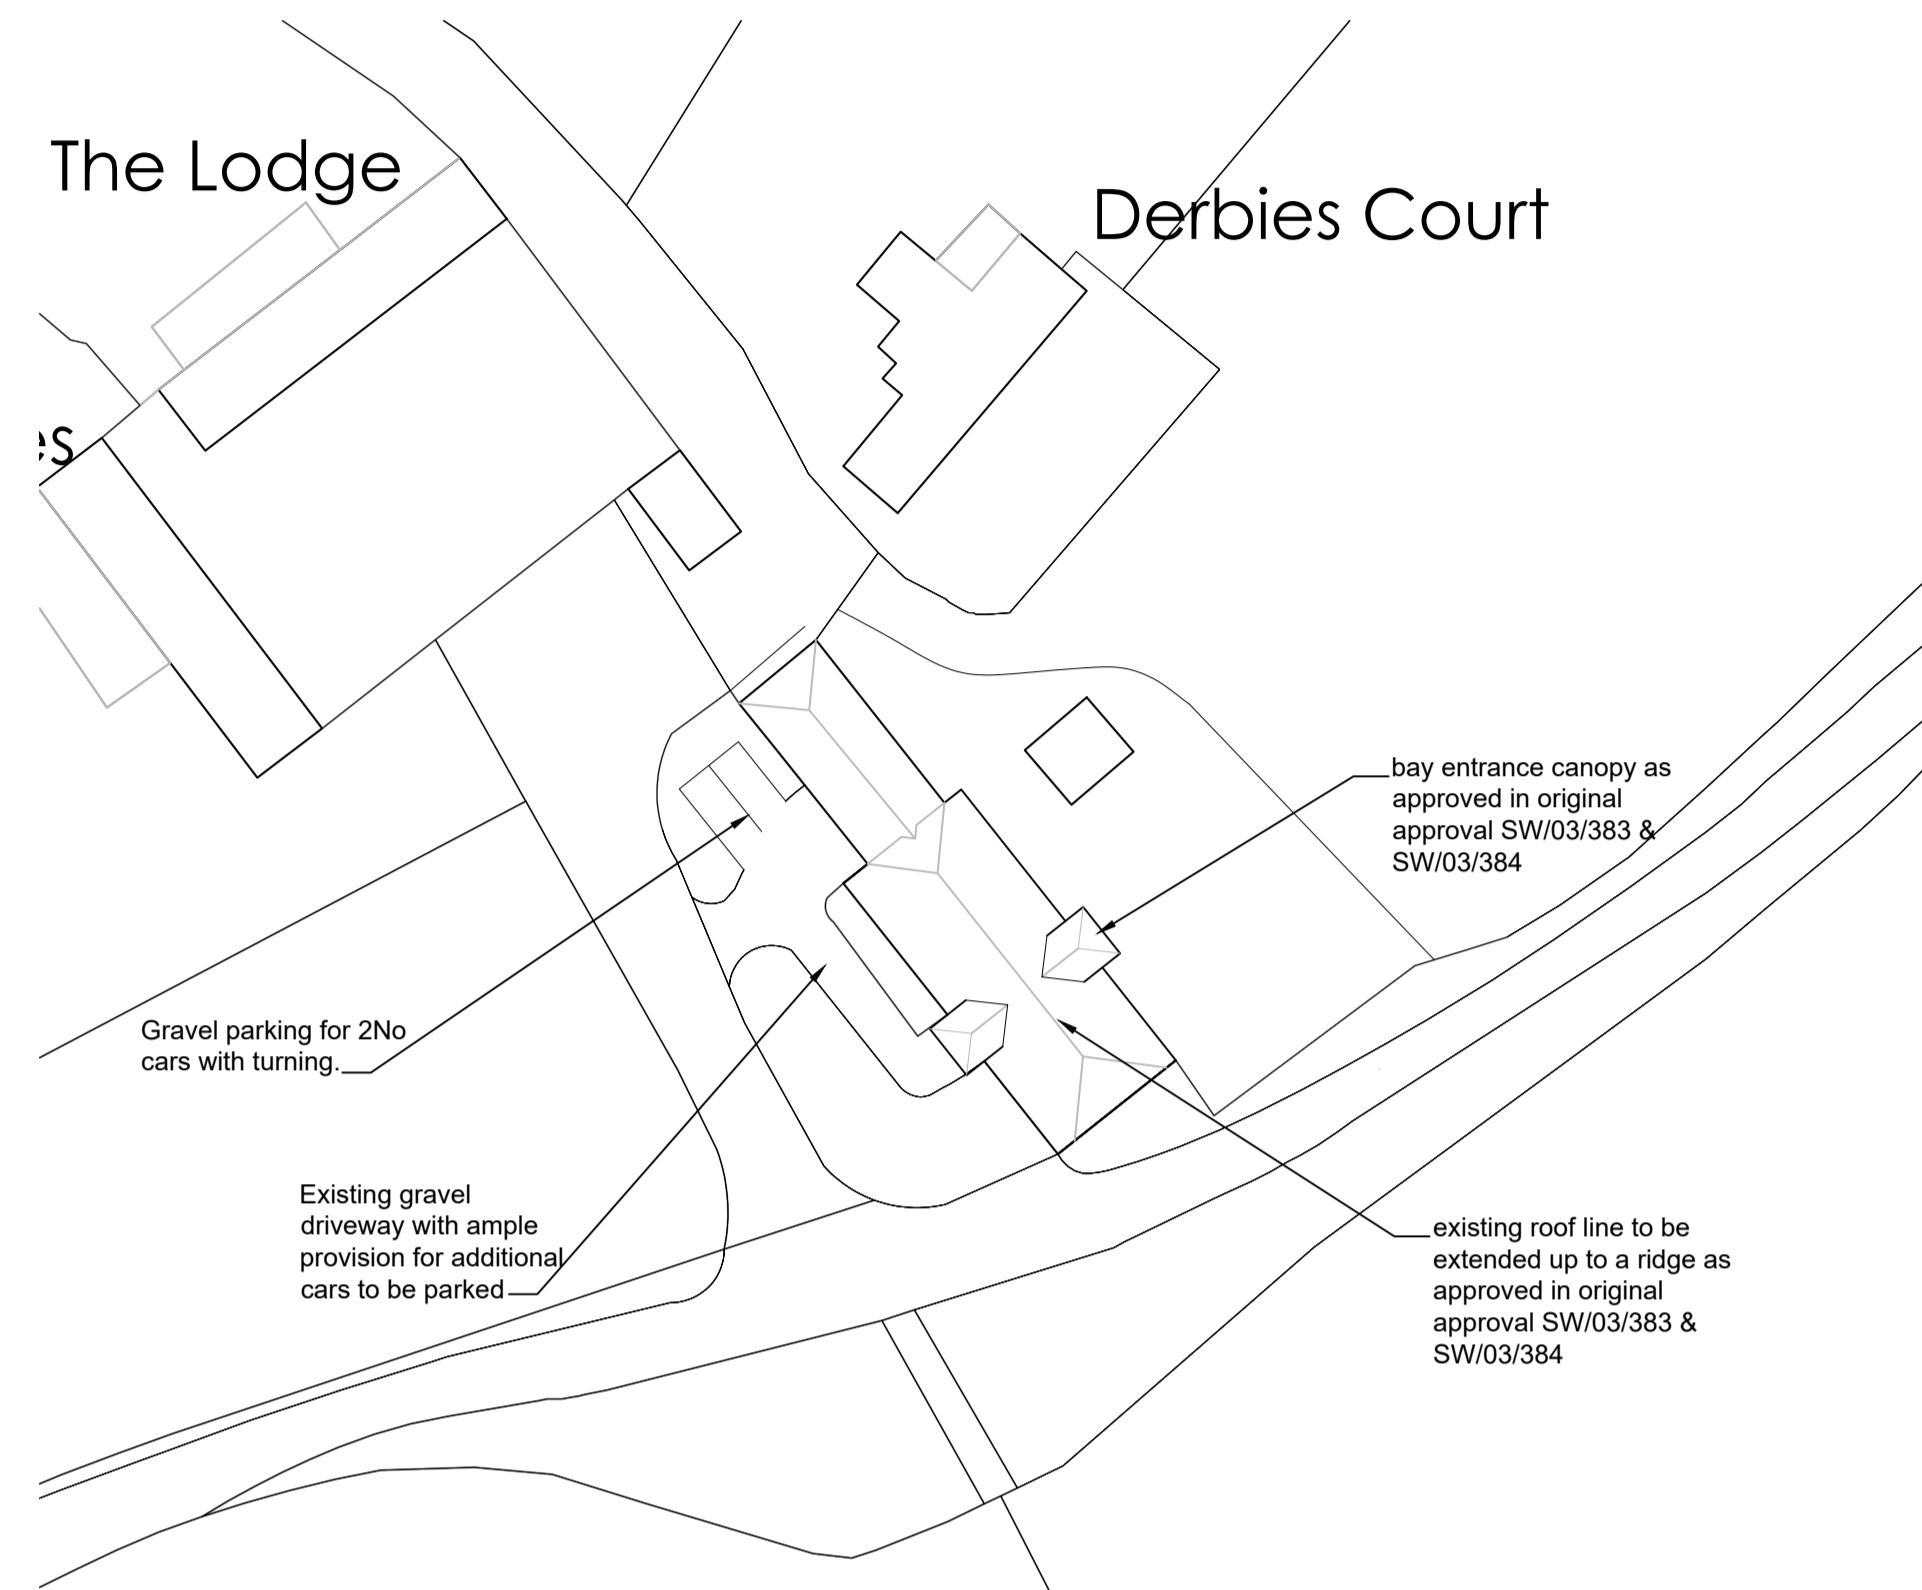 The Lodge
Derbies Court
es
bay entrance canopy as
approved in original
approval SW/03/383 &
SW/03/384
Gravel parking for 2No
cars with turning.
Existing gravel
driveway with ample
provision for additional
cars to be parked
existing roof line to be
extended up to a ridge as
approved in original
approval SW/03/383 &
SW/03/384